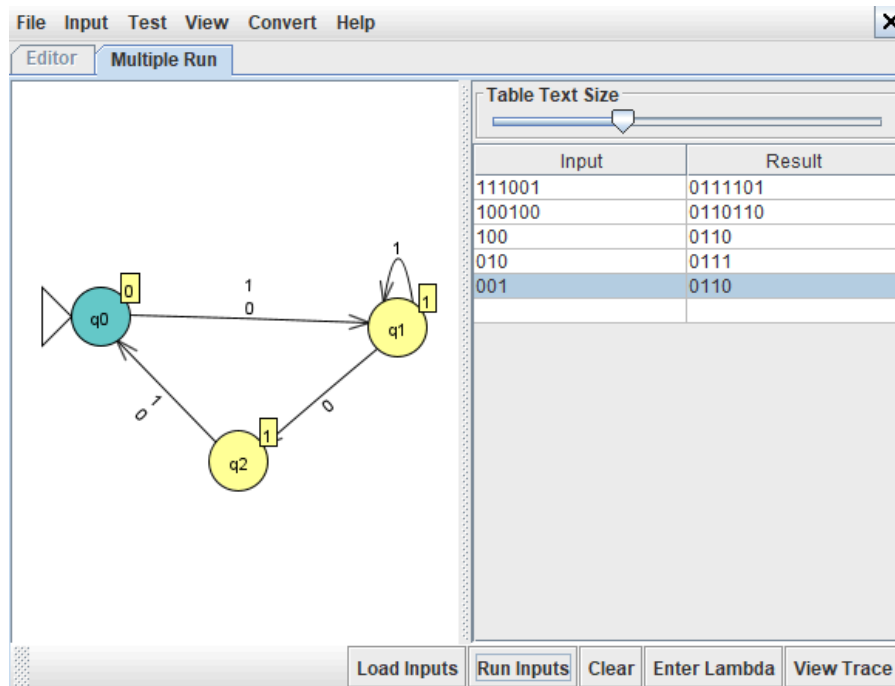 File Input Test View Convert Help
Editor Multiple Run
Table Text Size
Input Result
111001 0111101
100100 0110110
100 0110
010 0111
001 0110
1
0
1
0
q0
1
1
q1
0
1
0
1
q2
Load Inputs Run Inputs Clear Enter Lambda View Trace